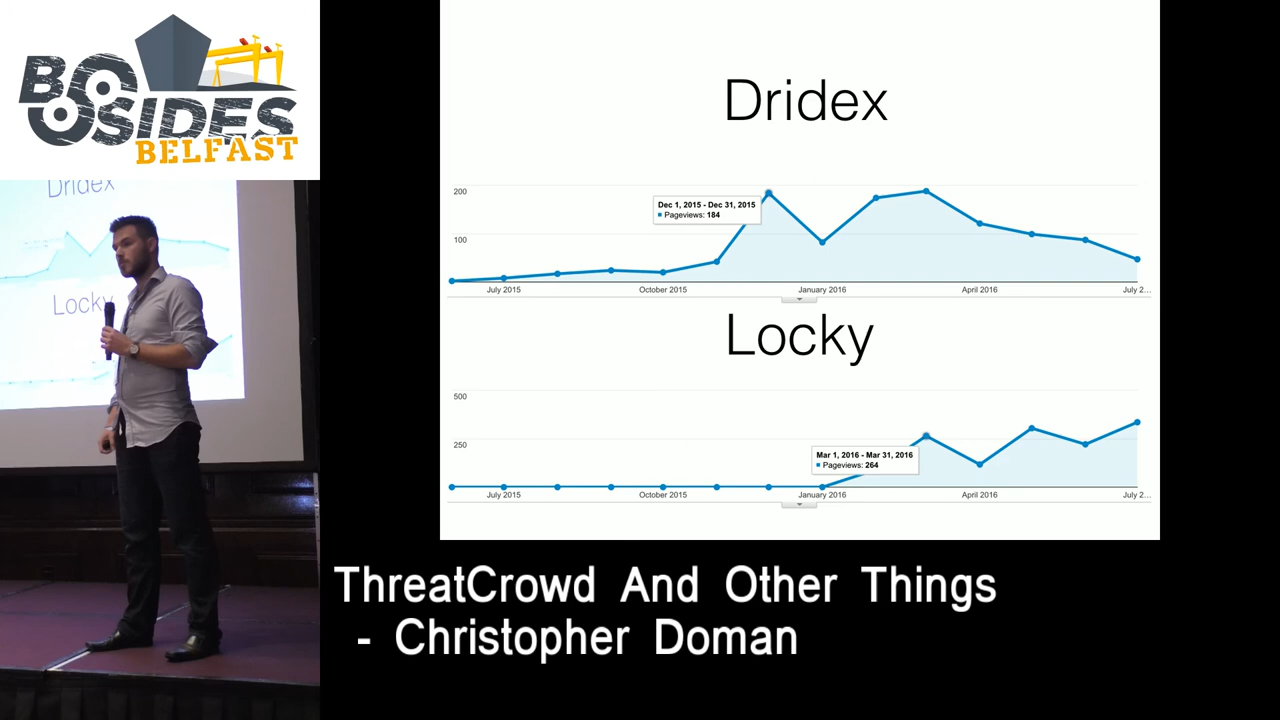 BSIDES
BELFAST
Dridex
Locky
Dridex
200
100
Dec 1, 2015 - Dec 31, 2015
Pageviews: 184
July 2015
October 2015
January 2016
April 2016
July 2...
Locky
500
250
Mar 1, 2016 - Mar 31, 2016
Pageviews: 264
July 2015
October 2015
January 2016
April 2016
July 2...
ThreatCrowd And Other Things
- Christopher Doman